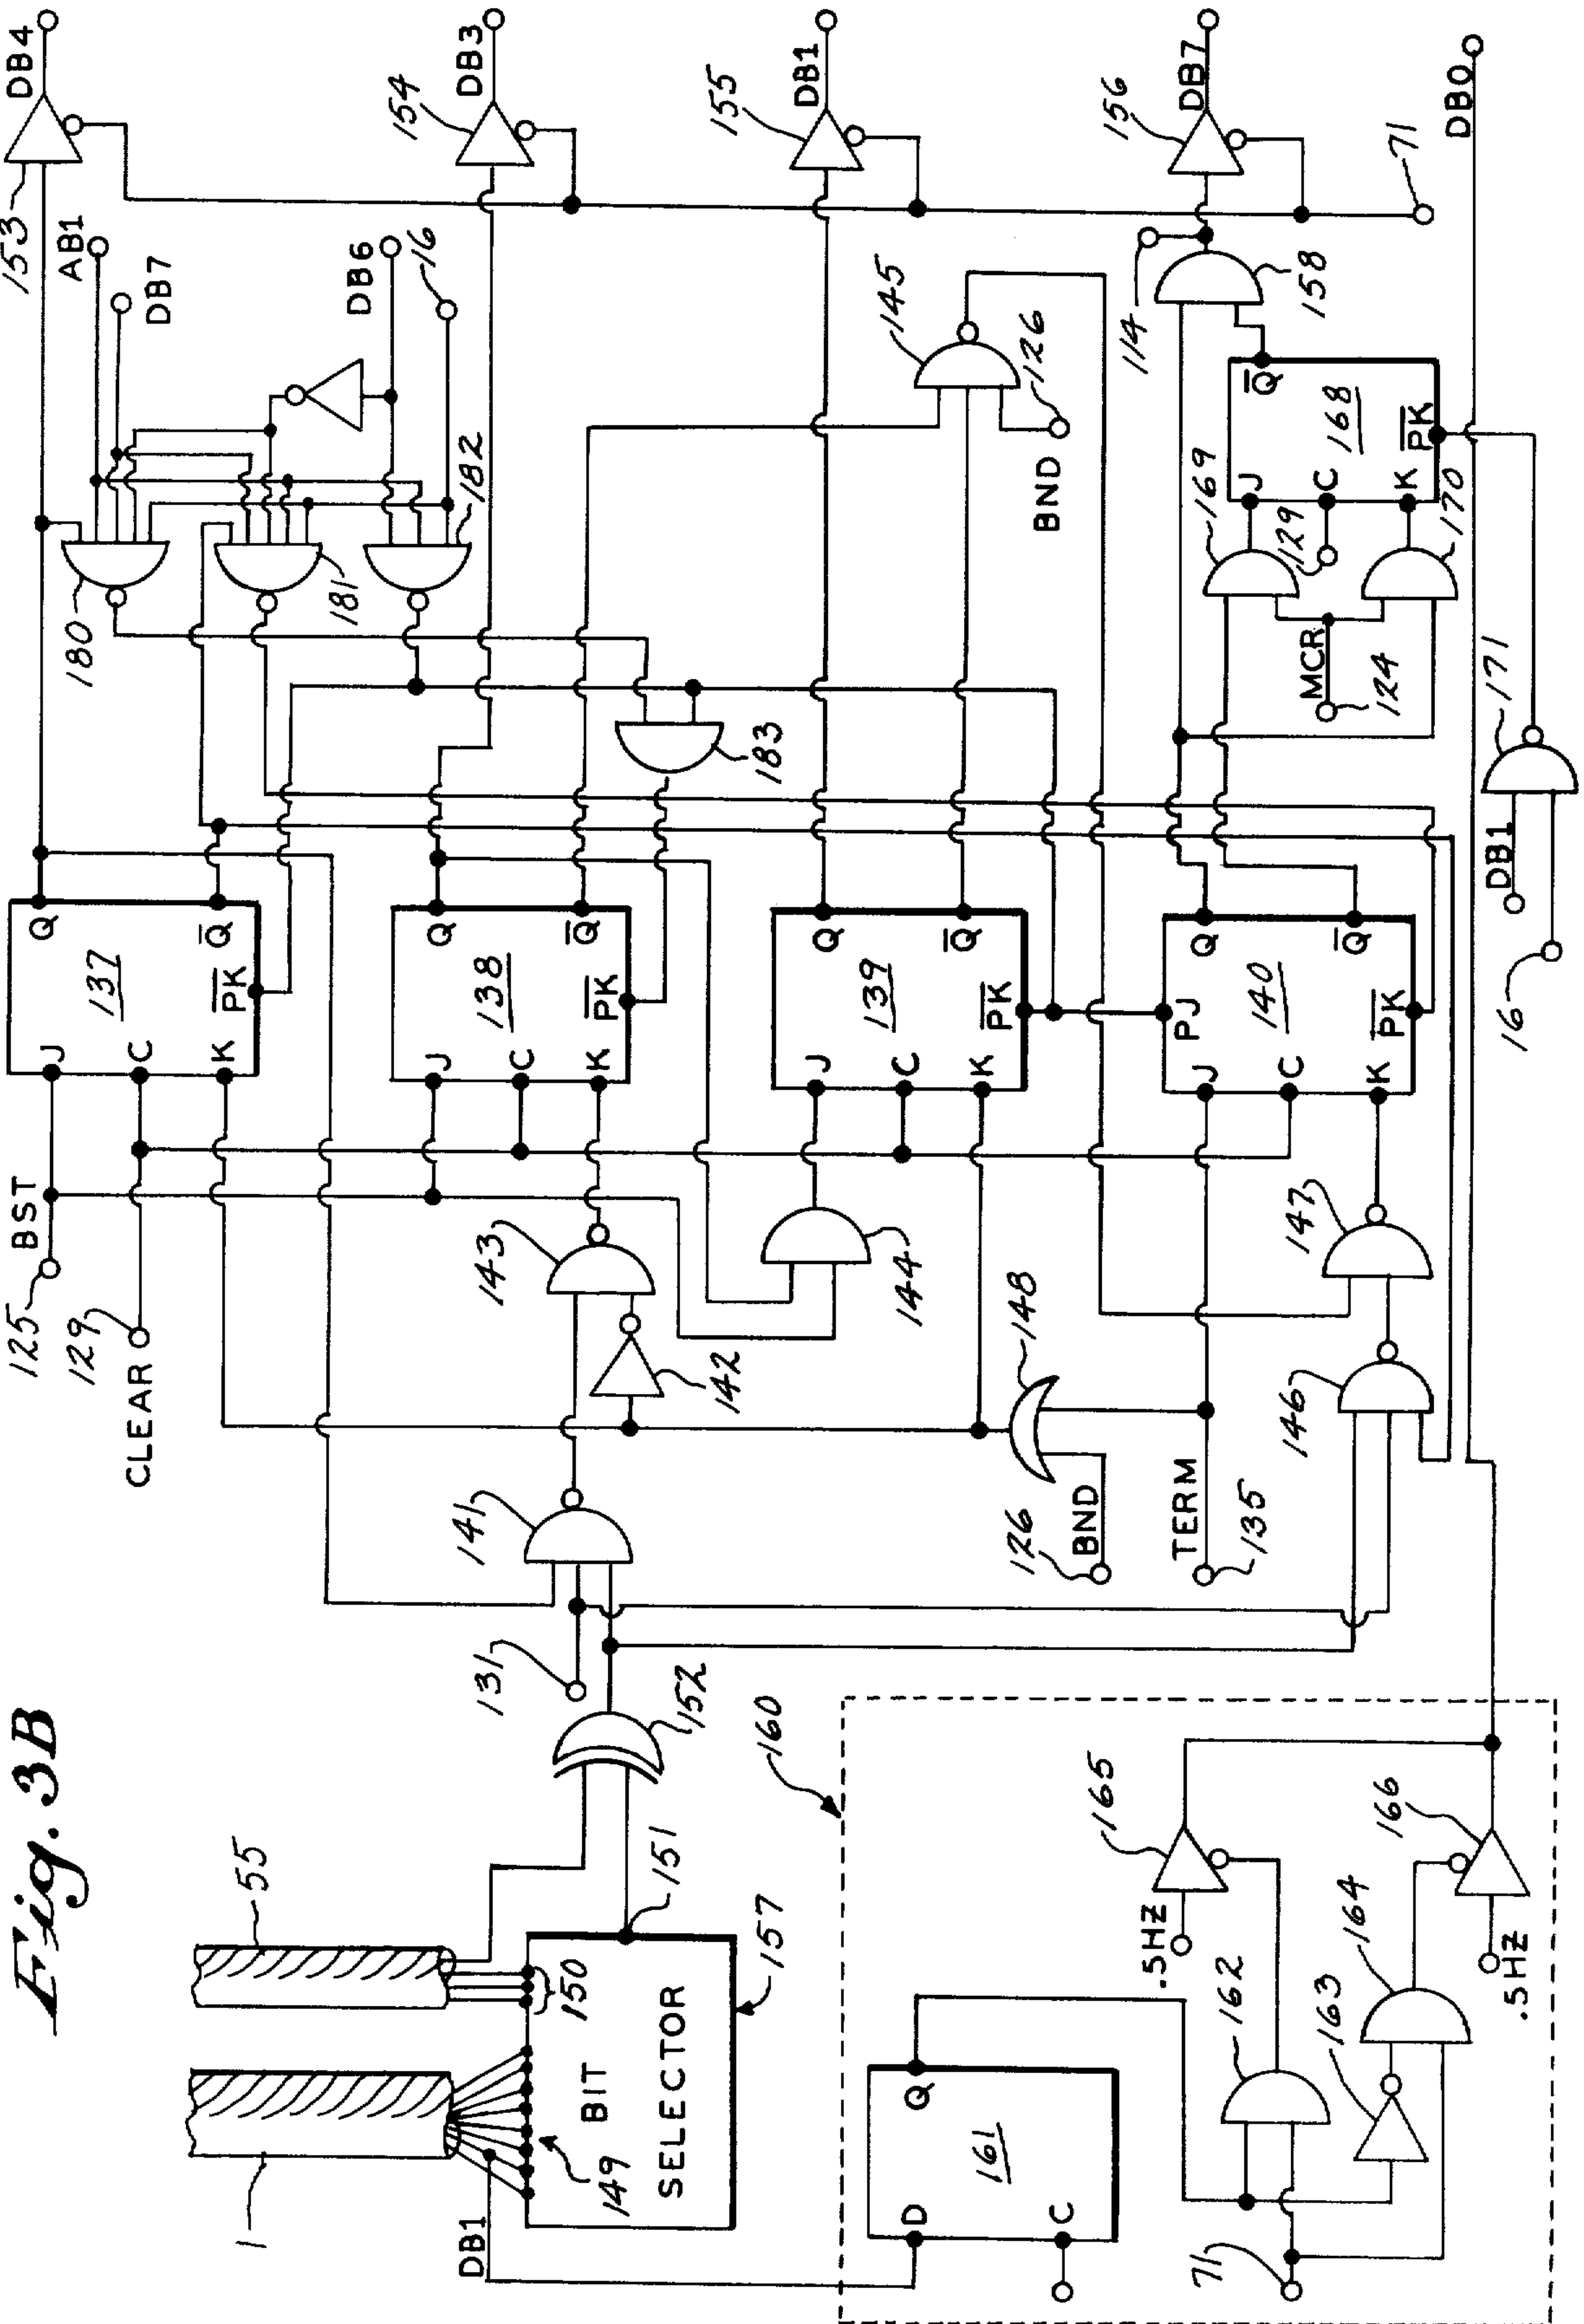 Fig. 3B
DB4
153
AB1
DB7
DB6
16
180
181
182
DB3
154
183
DB1
155
145
126
BND
114
DB7
156
158
71
DB0
169
129
J
C
K
Q̅
P̅K̅
168
170
MCR
124
171
DB1
16
125
BST
129
CLEAR
J
C
K
Q
Q̅
P̅K̅
137
J
C
K
Q
Q̅
P̅K̅
138
J
C
K
Q
Q̅
P̅K̅
139
PJ
J
C
K
Q
Q̅
P̅K̅
140
143
142
144
141
148
126
BND
TERM
135
147
146
131
152
55
1
150
151
157
149
BIT
SELECTOR
DB1
160
161
D
C
Q
71
162
163
164
165
166
.5HZ
.5HZ